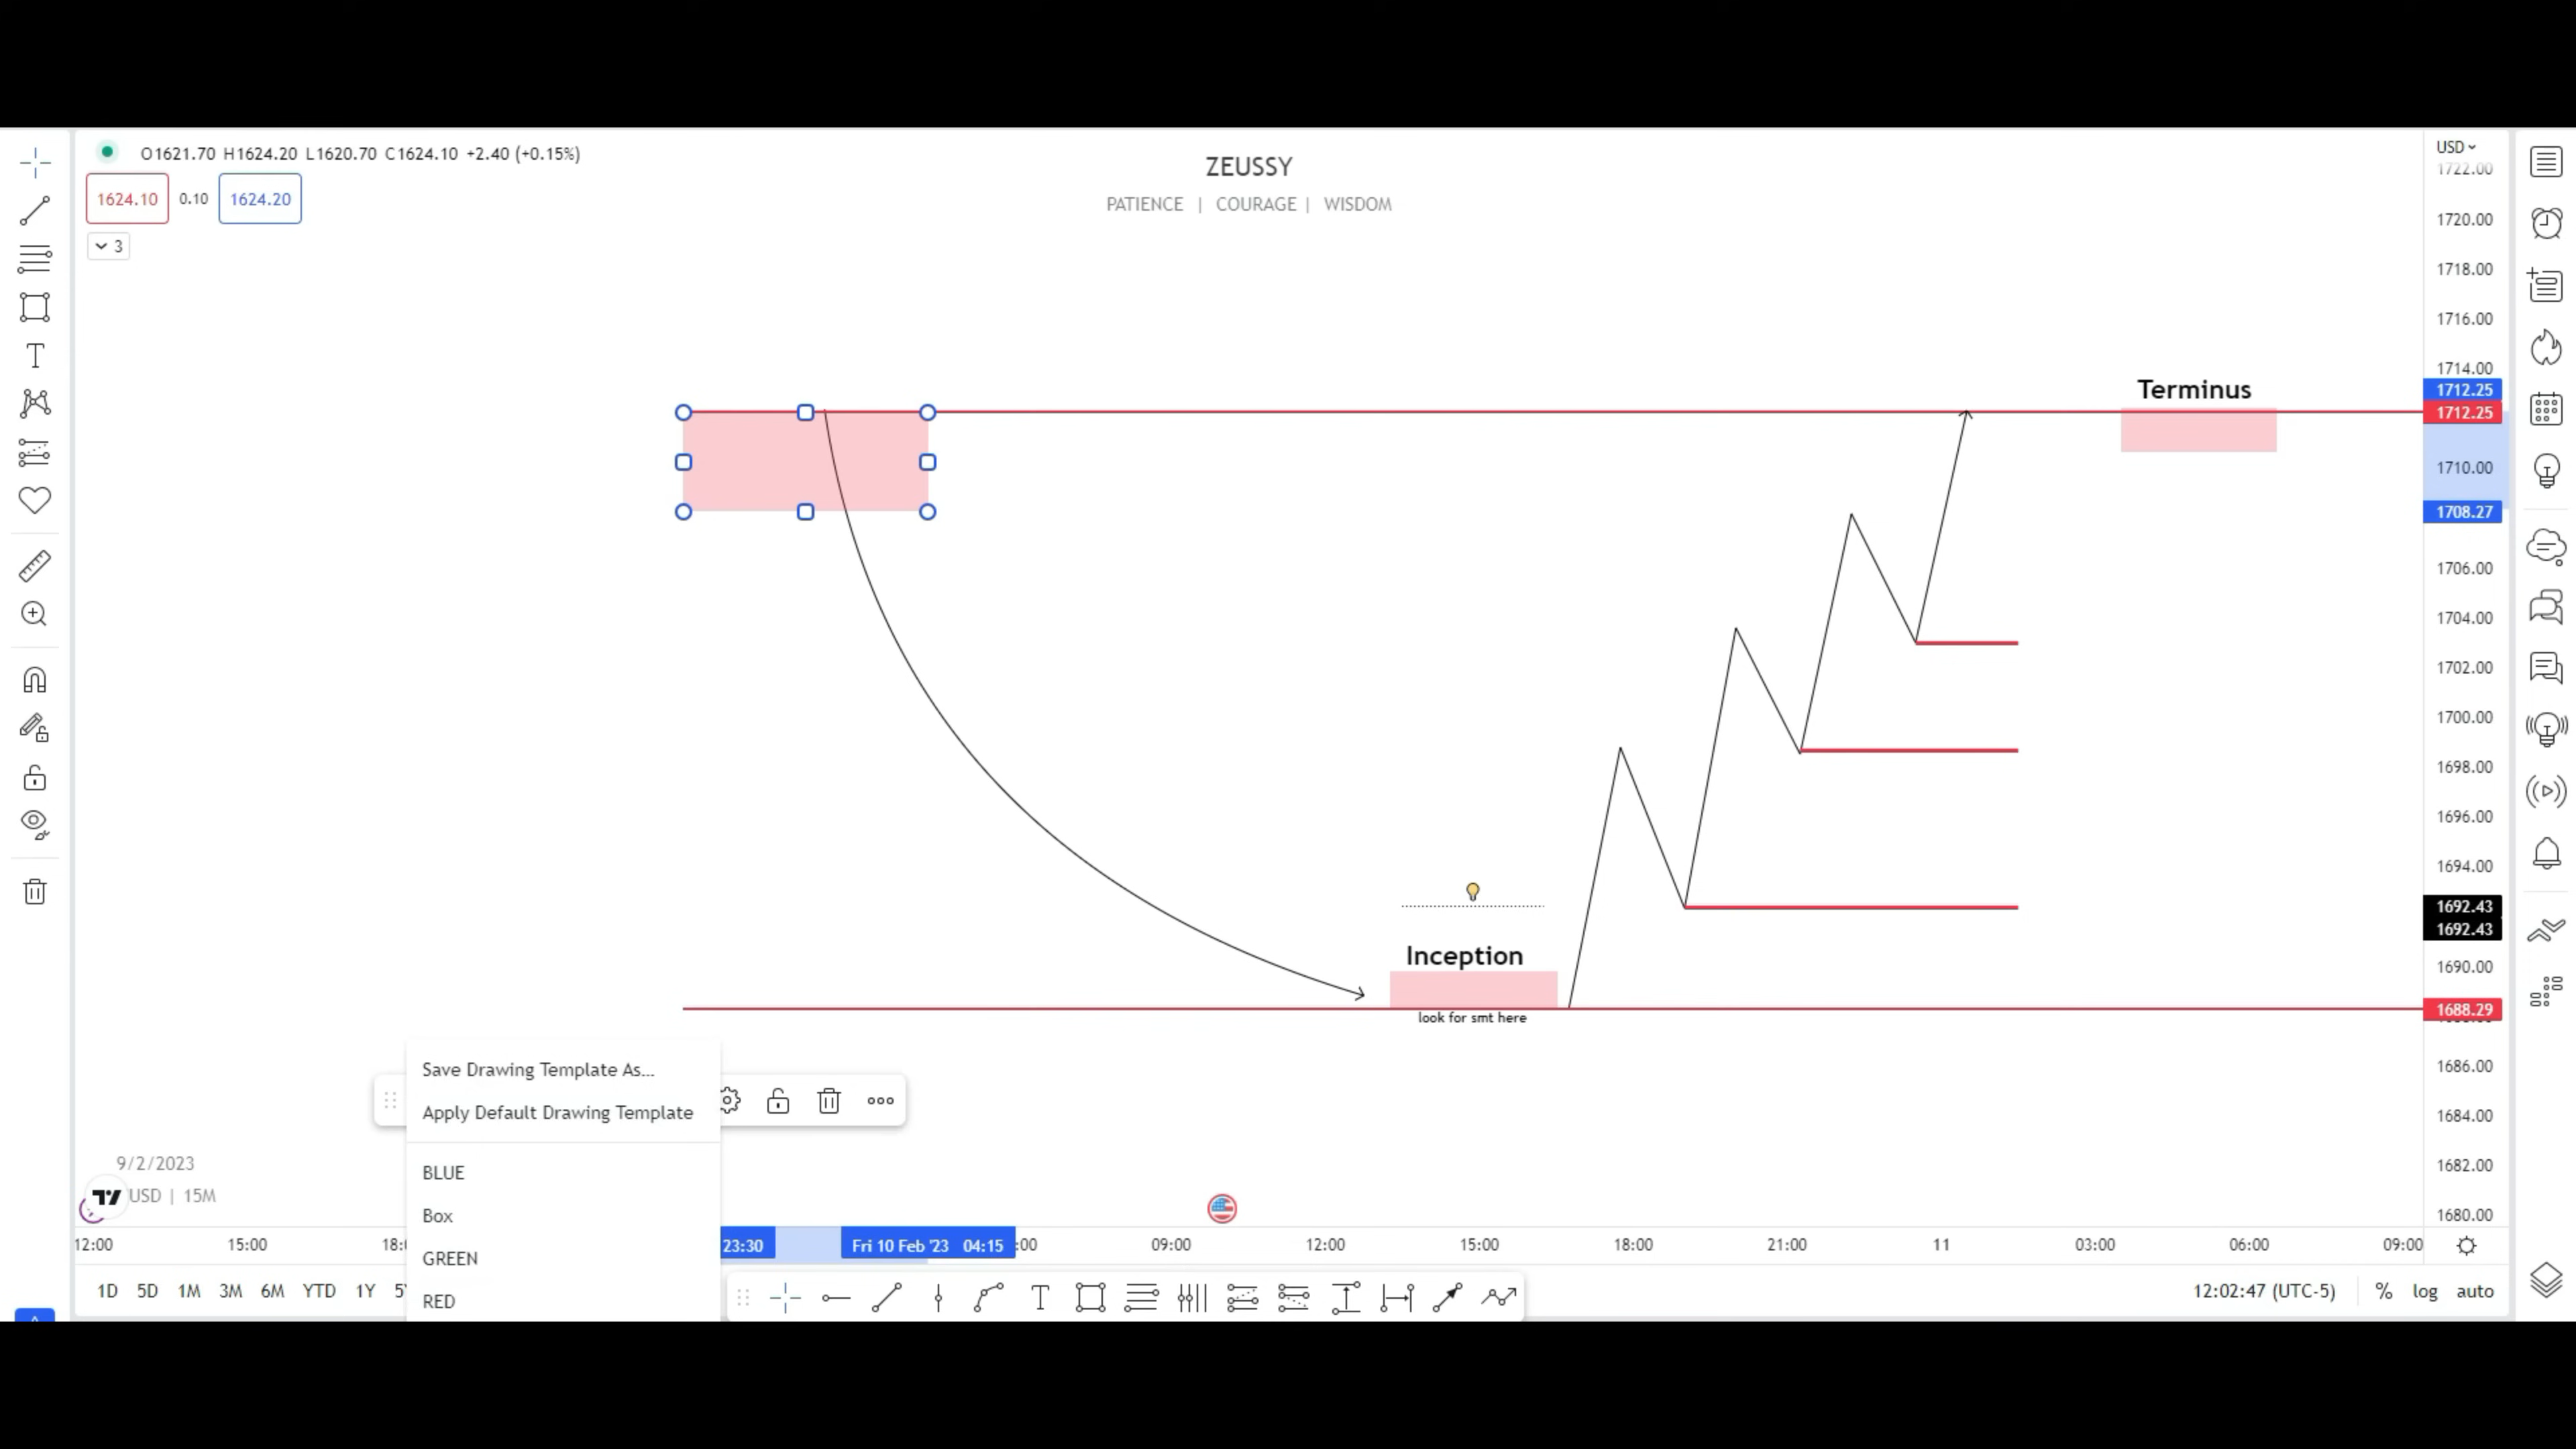 O1621.70 H1624.20 L1620.70 C1624.10 +2.40 (+0.15%)
1624.10 0.10 1624.20
3
ZEUSSY
PATIENCE | COURAGE | WISDOM
USD
1722.00
1720.00
1718.00
1716.00
1714.00
1712.25
1712.25
1710.00
1708.27
1706.00
1704.00
1702.00
1700.00
1698.00
1696.00
1694.00
1692.43
1692.43
1690.00
1688.29
1686.00
1684.00
1682.00
1680.00
Terminus
Inception
look for smt here
Save Drawing Template As...
Apply Default Drawing Template
BLUE
Box
GREEN
RED
9/2/2023
USD | 15M
12:00 15:00 23:30 Fri 10 Feb '23 04:15 :00 09:00 12:00 15:00 18:00 21:00 11 03:00 06:00 09:00
1D 5D 1M 3M 6M YTD 1Y
12:02:47 (UTC-5) % log auto